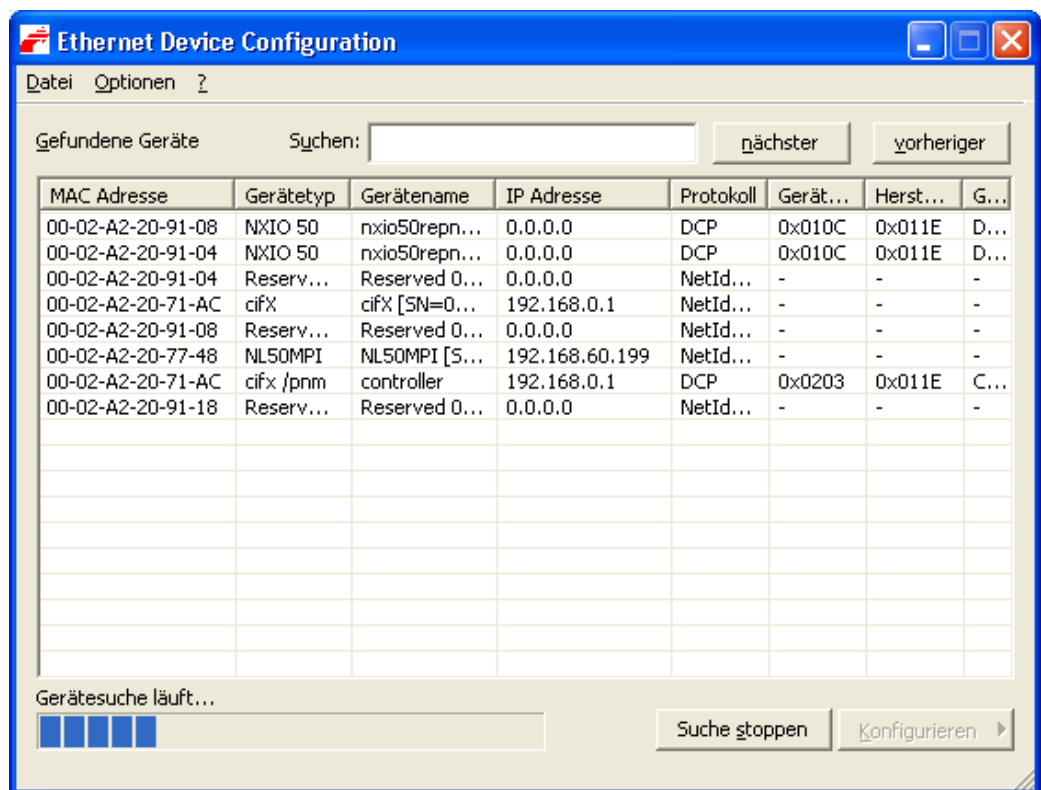 Ethernet Device Configuration
Datei Optionen ?
Gefundene Geräte Suchen: nächster vorheriger
MAC Adresse Gerätetyp Gerätename IP Adresse Protokoll Gerät... Herst... G...
00-02-A2-20-91-08 NXIO 50 nxio50repn... 0.0.0.0 DCP 0x010C 0x011E D...
00-02-A2-20-91-04 NXIO 50 nxio50repn... 0.0.0.0 DCP 0x010C 0x011E D...
00-02-A2-20-91-04 Reserv... Reserved 0... 0.0.0.0 NetId... - - -
00-02-A2-20-71-AC cifX cifX [SN=0... 192.168.0.1 NetId... - - -
00-02-A2-20-91-08 Reserv... Reserved 0... 0.0.0.0 NetId... - - -
00-02-A2-20-77-48 NL50MPI NL50MPI [S... 192.168.60.199 NetId... - - -
00-02-A2-20-71-AC cifx /pnm controller 192.168.0.1 DCP 0x0203 0x011E C...
00-02-A2-20-91-18 Reserv... Reserved 0... 0.0.0.0 NetId... - - -
Gerätesuche läuft...
Suche stoppen Konfigurieren